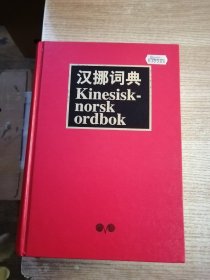 汉挪词典
Kinesisk-
norsk
ordbok